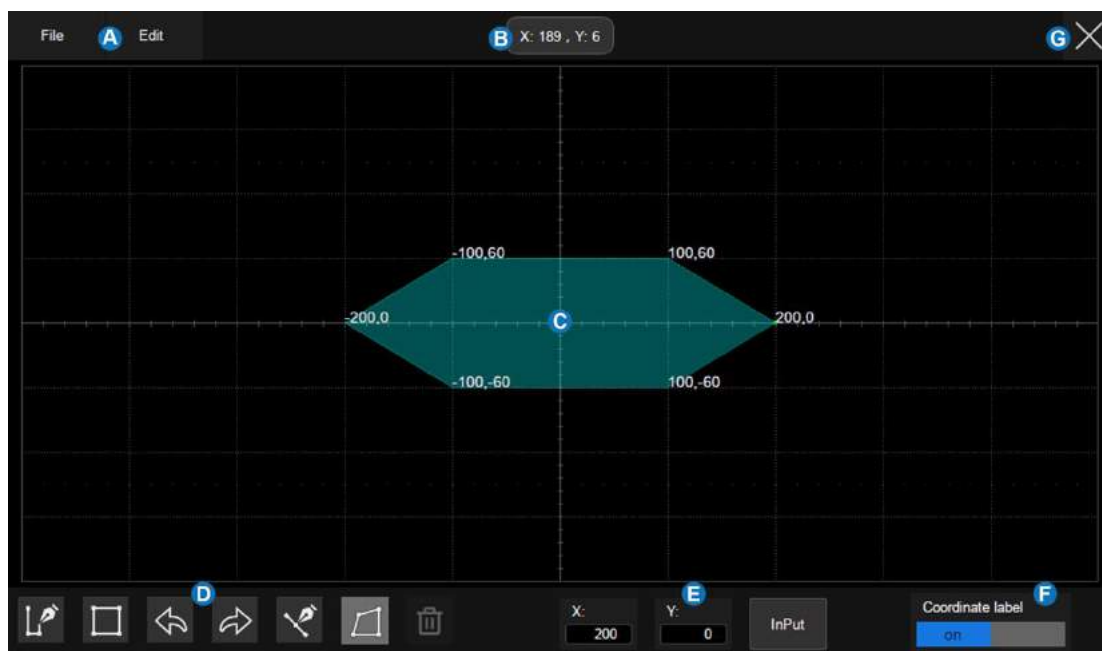 File A Edit B X: 189 , Y: 6 G
-100,60 100,60
-200,0 C 200,0
-100,-60 100,-60
D E F
X: Y: Coordinate label
200 0 InPut on